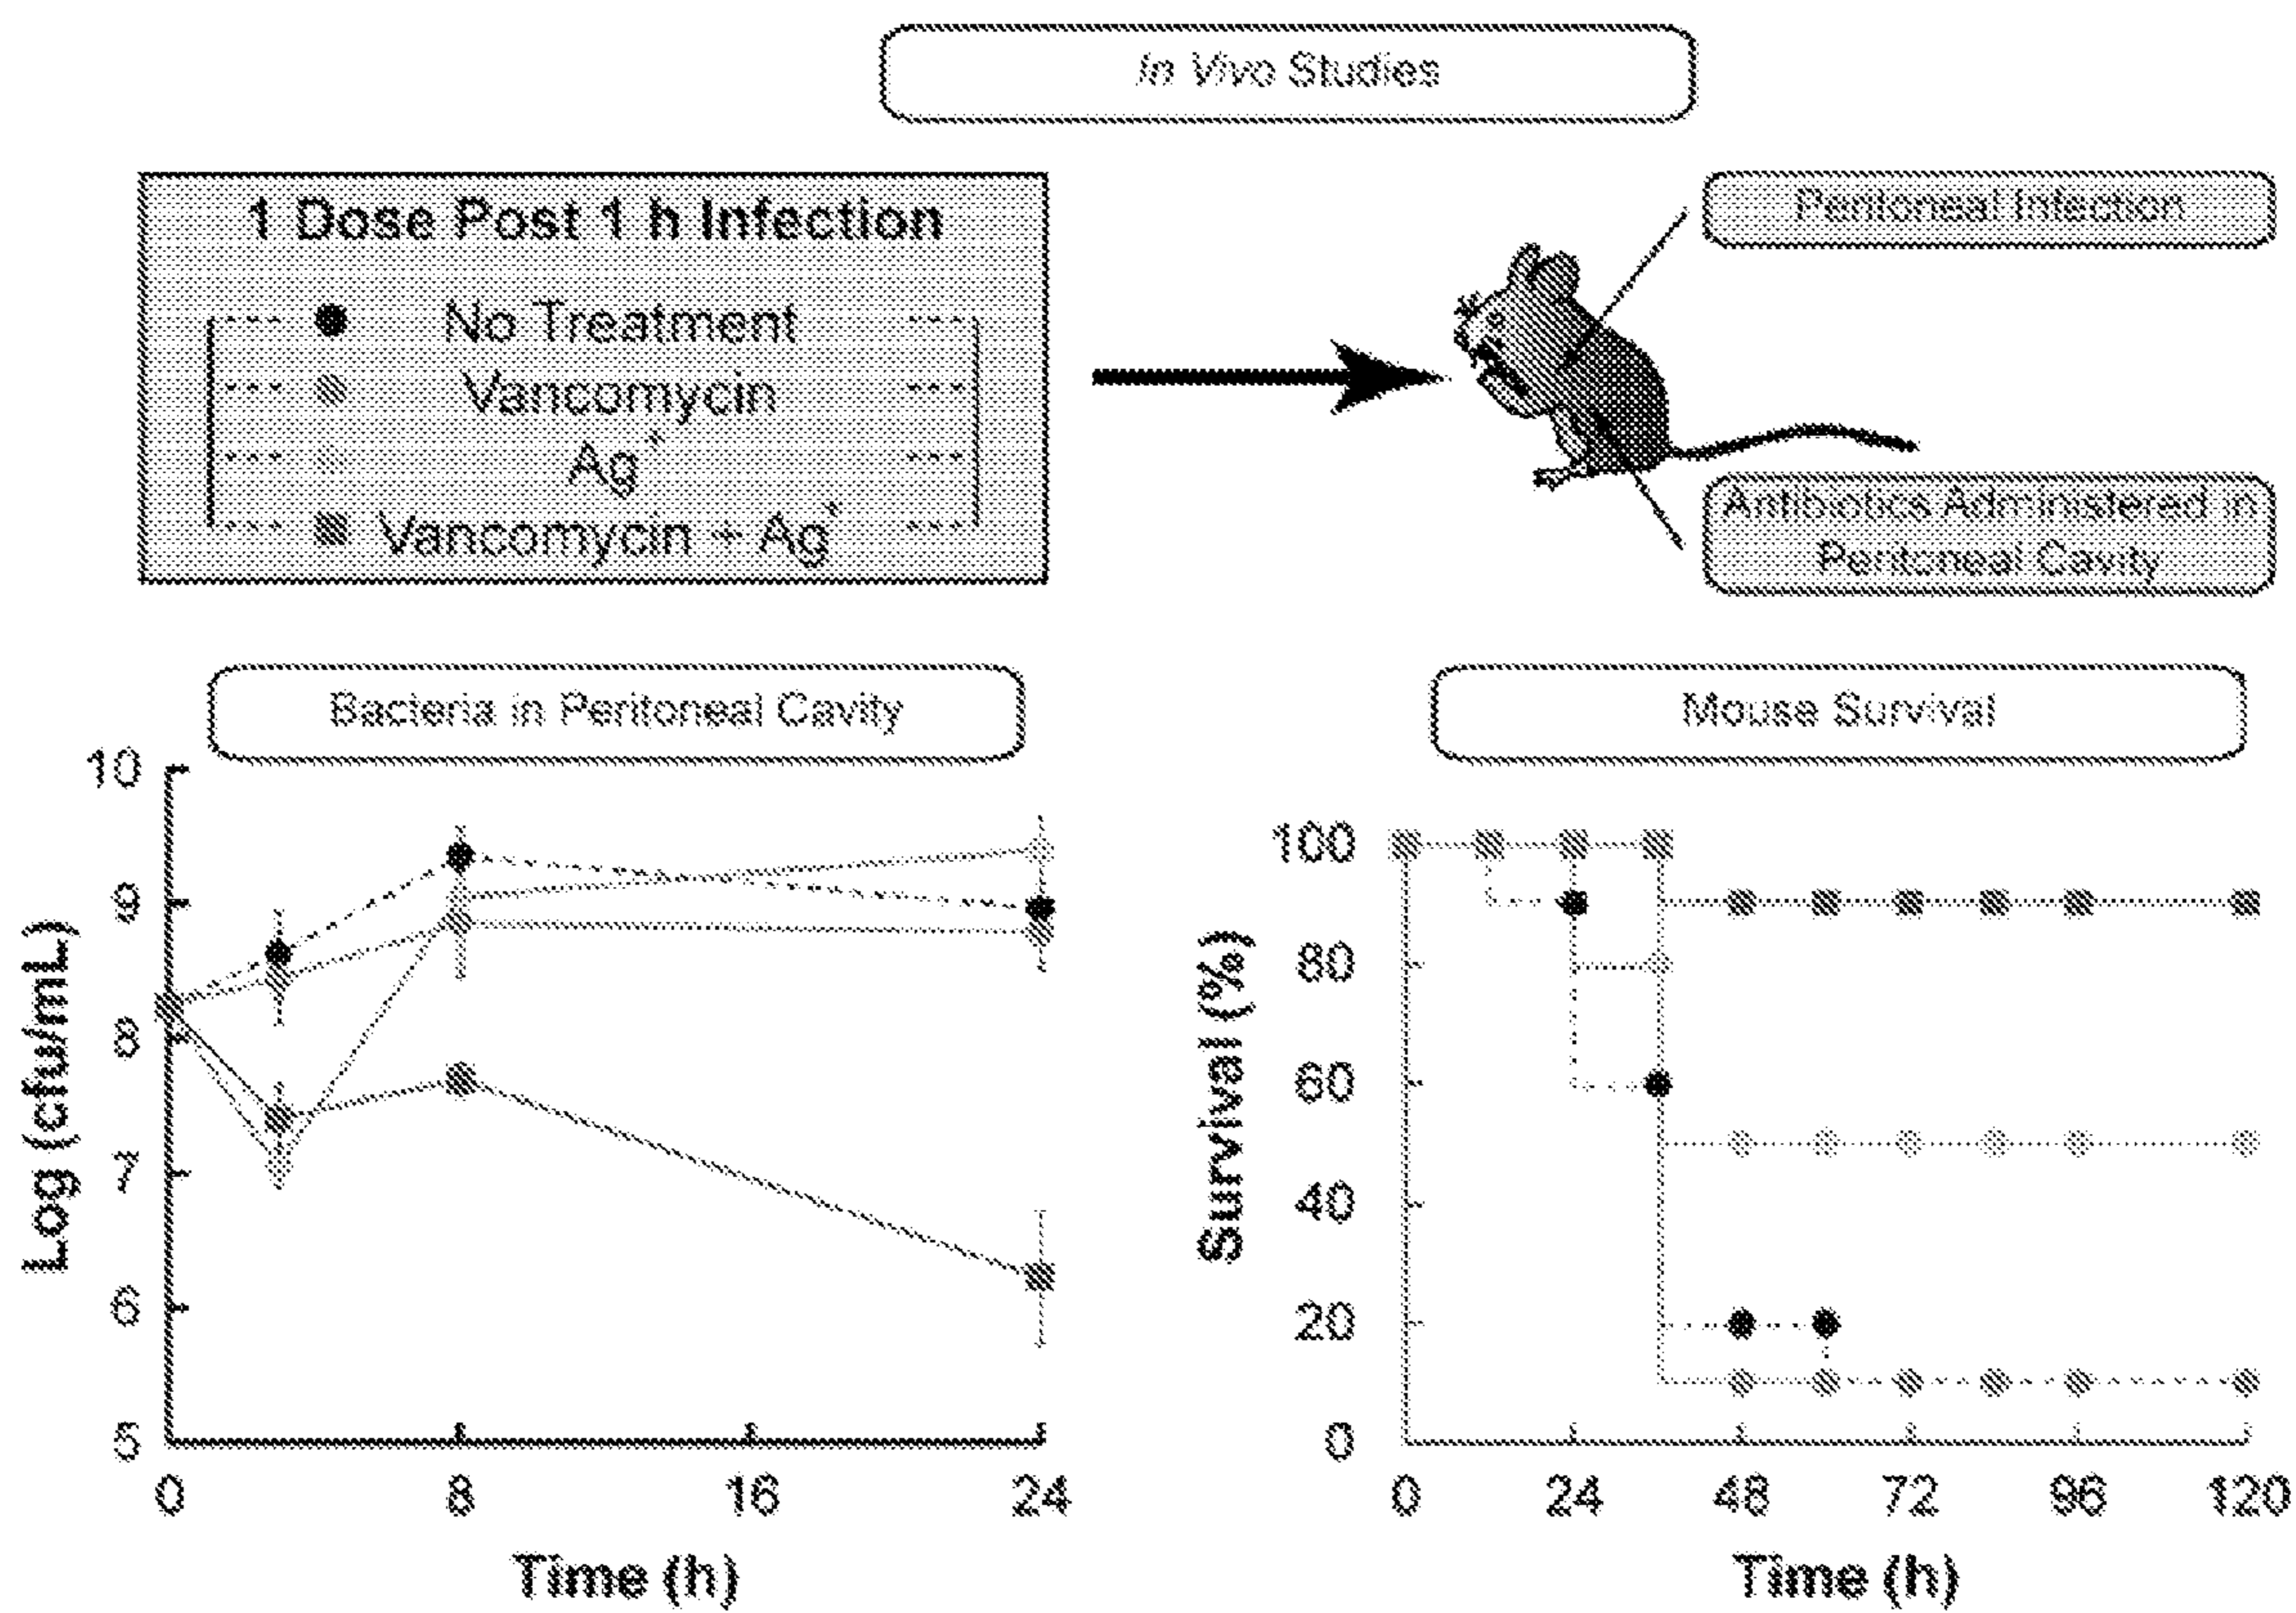 In Vivo Studies
1 Dose Post 1 h Infection
No Treatment
Vancomycin
Ag+
Vancomycin + Ag+
Peritoneal Infection
Antibiotics Administered in
Peritoneal Cavity
Bacteria in Peritoneal Cavity
10
9
8
7
6
5
Log (cfu/mL)
0 8 16 24
Time (h)
Mouse Survival
100
80
60
40
20
0
Survival (%)
0 24 48 72 96 120
Time (h)